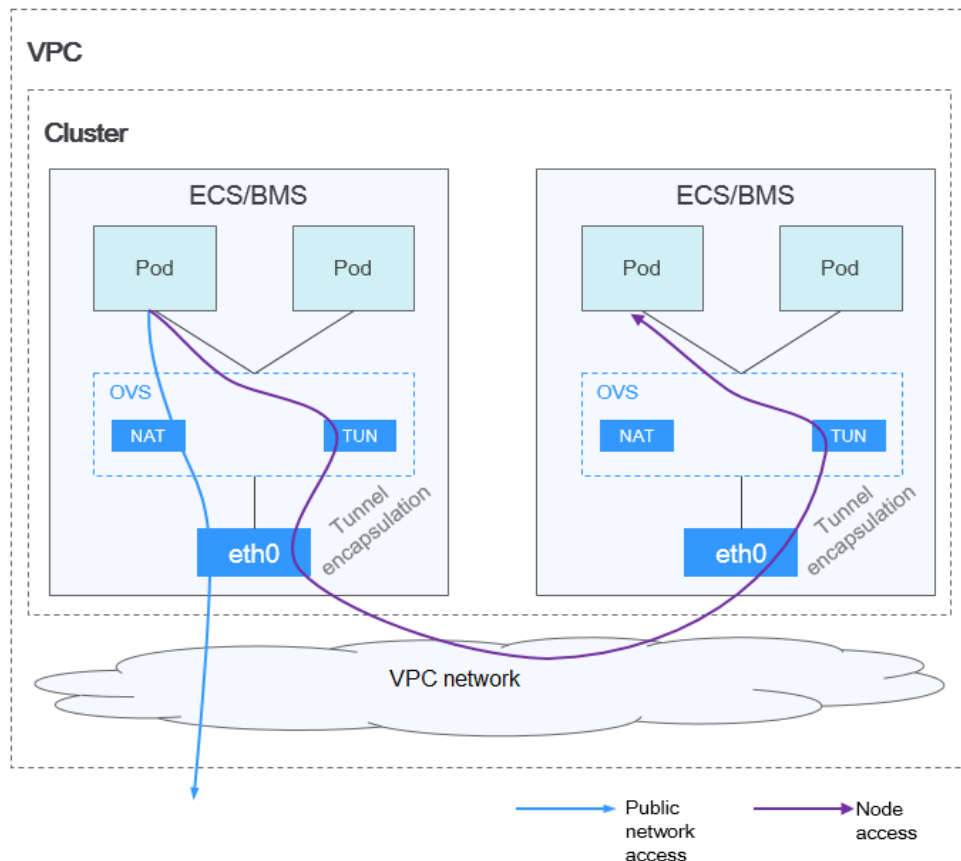 VPC
Cluster
ECS/BMS
Pod
Pod
OVS
NAT
TUN
Tunnel
encapsulation
eth0
ECS/BMS
Pod
Pod
OVS
NAT
TUN
Tunnel
encapsulation
eth0
VPC network
Public
network
access
Node
access